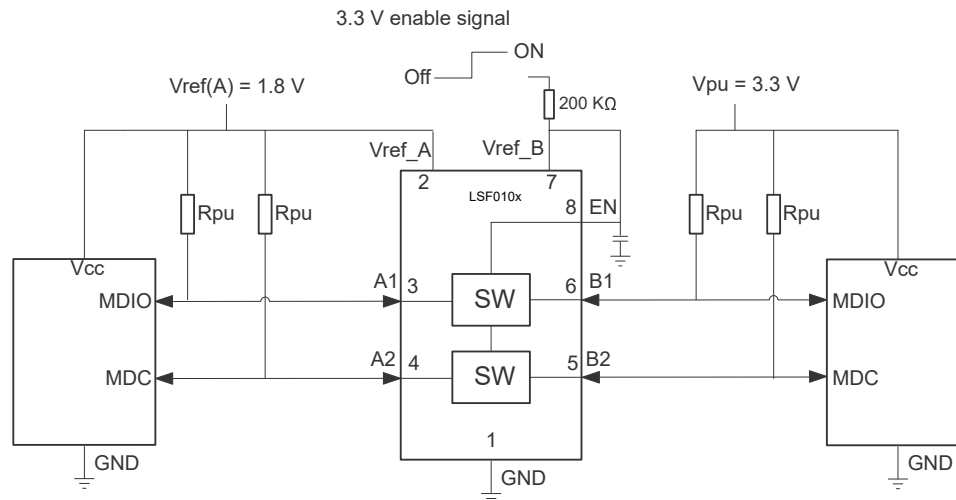 3.3 V enable signal
ON
Off
Vref(A) = 1.8 V
200 KΩ
Vpu = 3.3 V
Vref_A
Vref_B
2
7
LSF010x
8
EN
Rpu
Rpu
Rpu
Rpu
Vcc
Vcc
MDIO
A1
3
SW
6
B1
MDIO
MDC
A2
4
SW
5
B2
MDC
1
GND
GND
GND